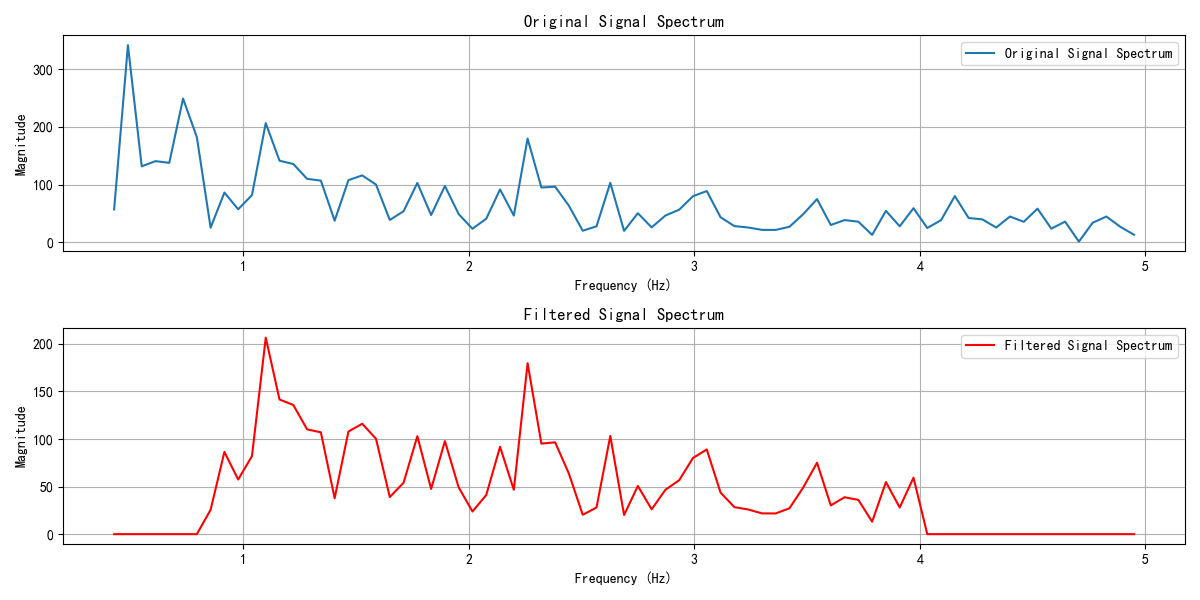 Original Signal Spectrum
Original Signal Spectrum
Magnitude
300
200
100
0
1 2 3 4 5
Frequency (Hz)
Filtered Signal Spectrum
Filtered Signal Spectrum
Magnitude
200
150
100
50
0
1 2 3 4 5
Frequency (Hz)